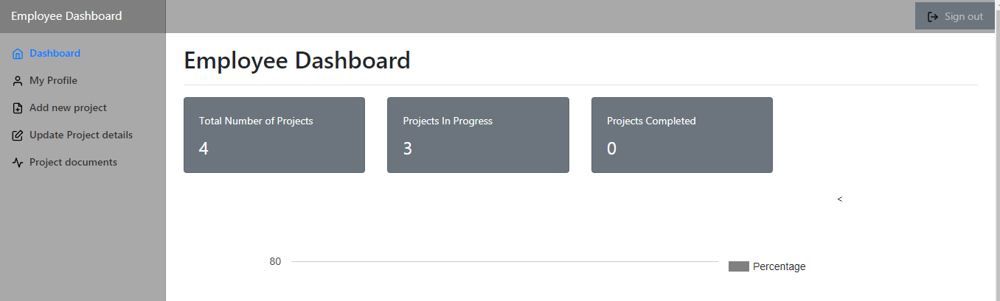 Employee Dashboard
Sign out
Dashboard
My Profile
Add new project
Update Project details
Project documents
Employee Dashboard
Total Number of Projects
4
Projects In Progress
3
Projects Completed
0
<
80
Percentage